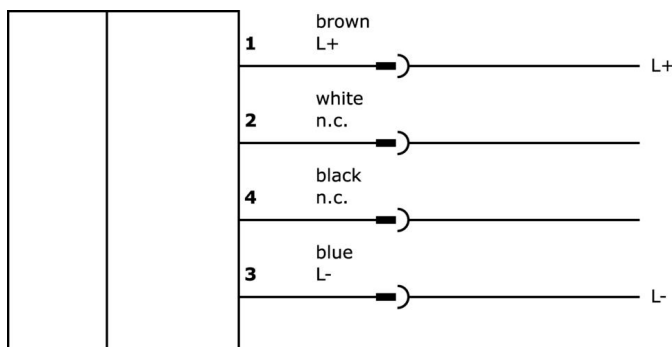 brown
1 L+ L+
white
2 n.c.
black
4 n.c.
blue
3 L- L-